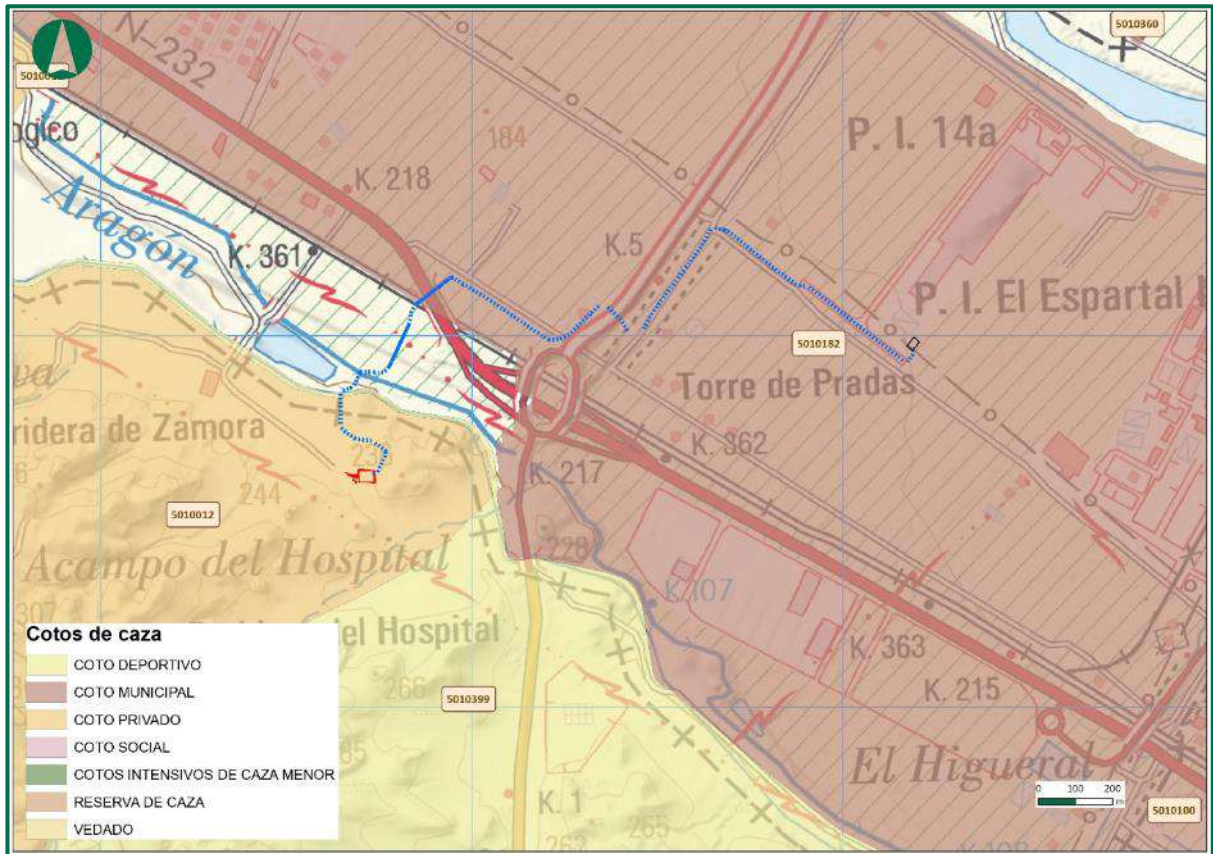 5010360
N-232
184
P. I. 14a
K. 218
Aragón
K. 361
K.5
P. I. El Espartal I
5010182
Torre de Pradas
ridera de Zamora
K. 362
244
K. 217
5010012
228
Acampo del Hospital
K.107
307
del Hospital
K. 363
266
5010399
K. 215
El Higueral
K. 1
265
262
5010100
Cotos de caza
COTO DEPORTIVO
COTO MUNICIPAL
COTO PRIVADO
COTO SOCIAL
COTOS INTENSIVOS DE CAZA MENOR
RESERVA DE CAZA
VEDADO
0 100 200
m